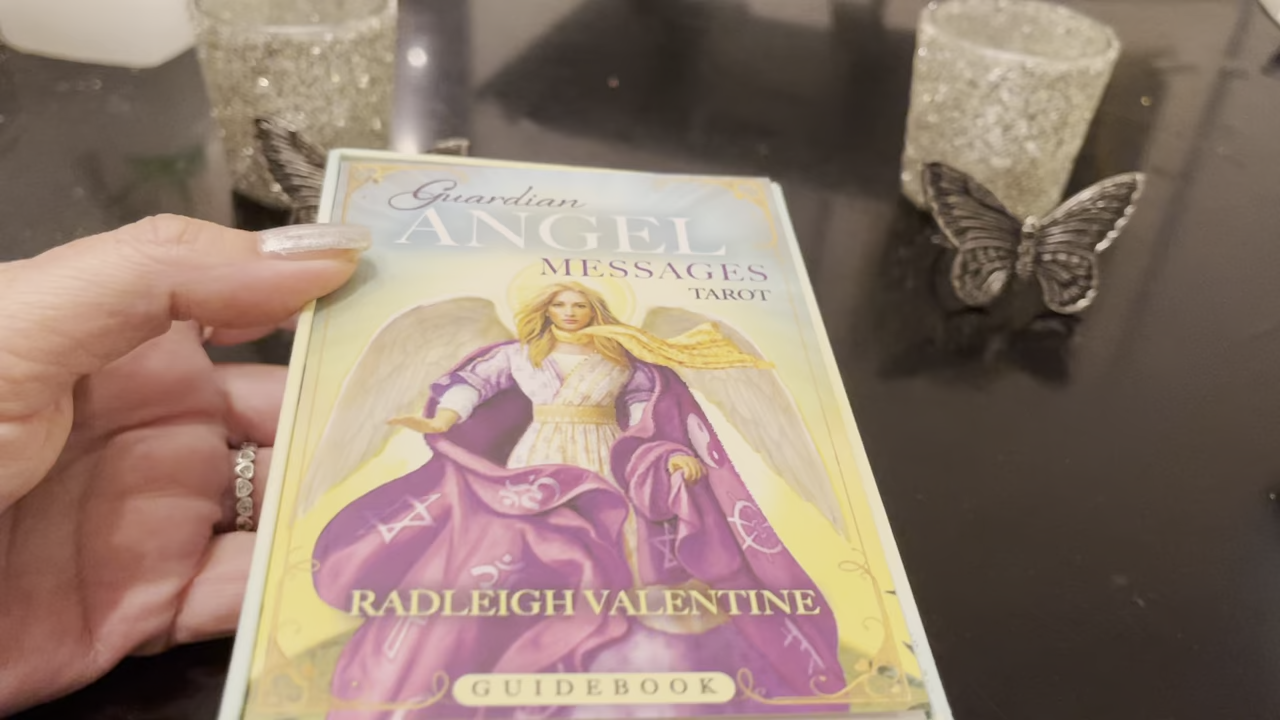 Guardian
ANGEL
MESSAGES
TAROT
RADLEIGH VALENTINE
GUIDEBOOK